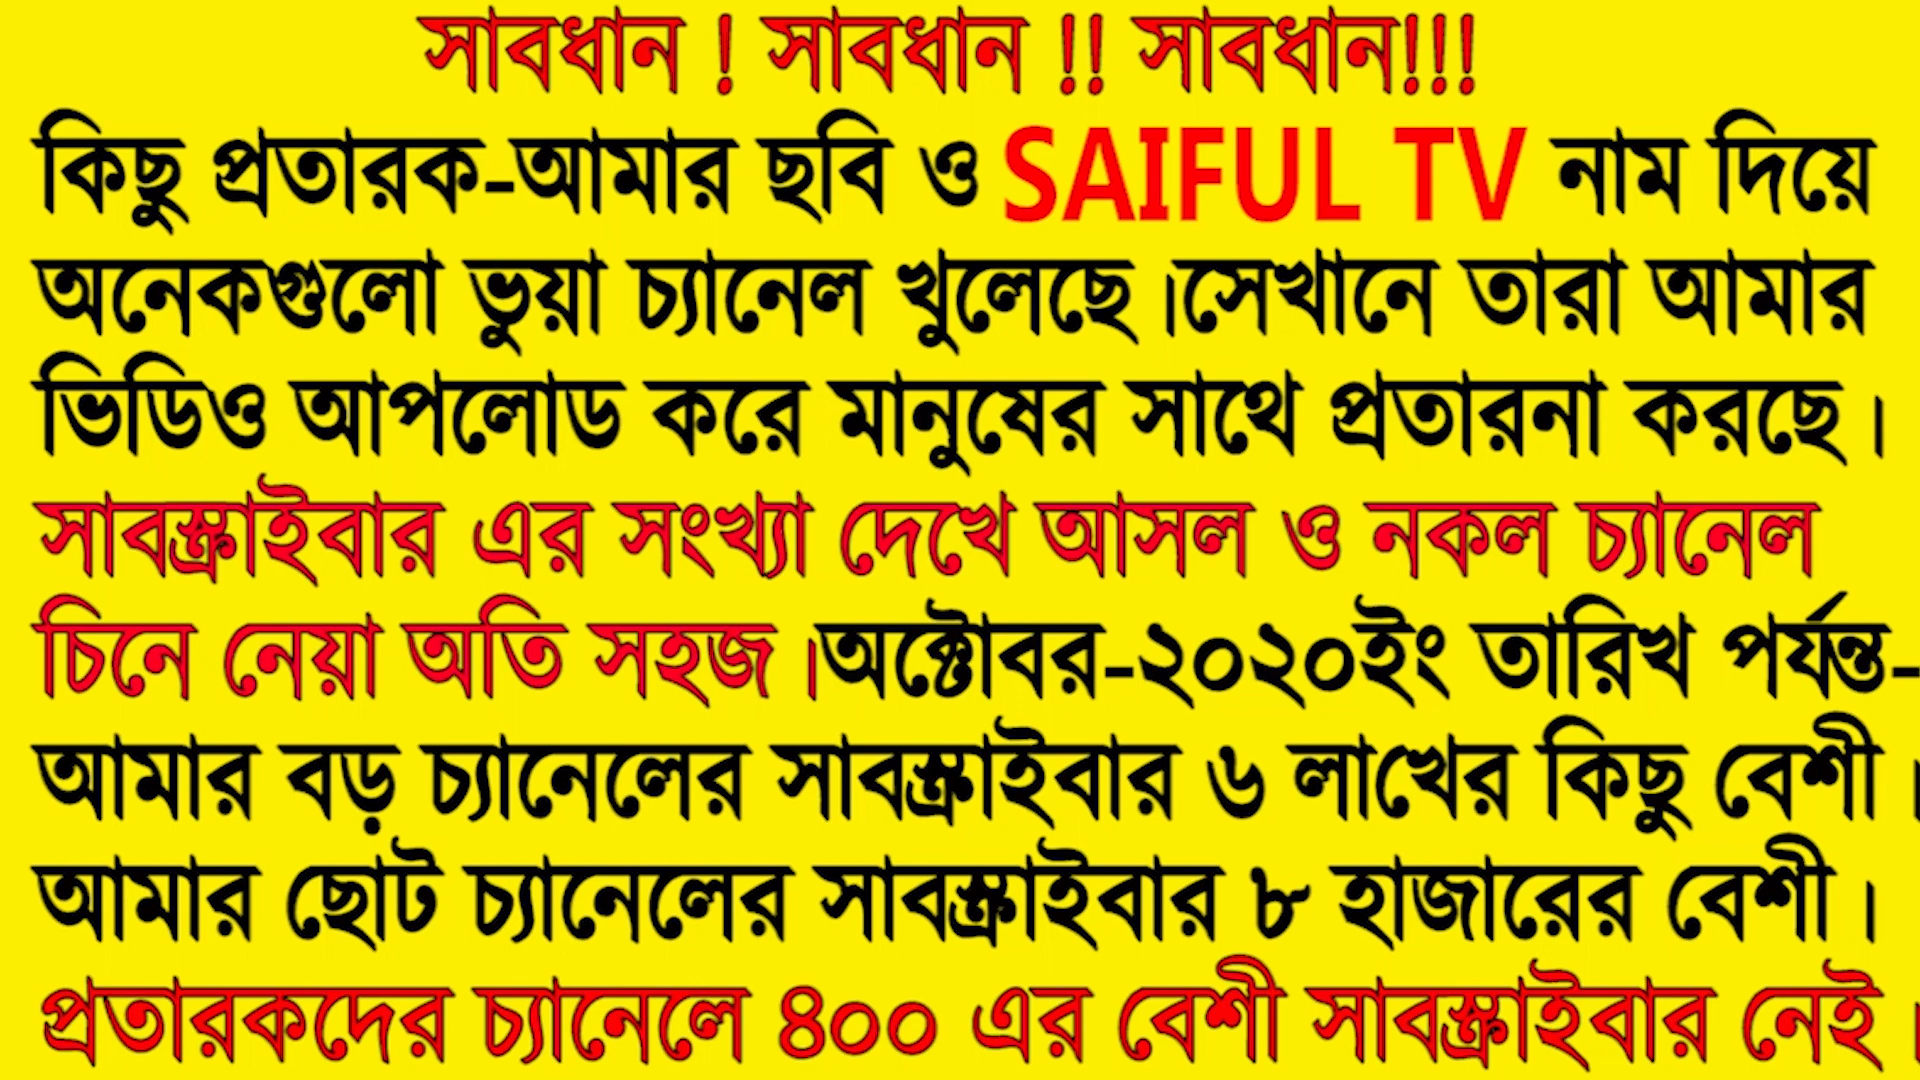 সাবধান ! সাবধান !! সাবধান!!!
কিছু প্রতারক-আমার ছবি ও SAIFUL TV নাম দিয়ে
অনেকগুলো ভুয়া চ্যানেল খুলেছে।সেখানে তারা আমার
ভিডিও আপলোড করে মানুষের সাথে প্রতারনা করছে।
সাবস্ক্রাইবার এর সংখ্যা দেখে আসল ও নকল চ্যানেল
চিনে নেয়া অতি সহজ।অক্টোবর-২০২০ইং তারিখ পর্যন্ত-
আমার বড় চ্যানেলের সাবস্ক্রাইবার ৬ লাখের কিছু বেশী।
আমার ছোট চ্যানেলের সাবস্ক্রাইবার ৮ হাজারের বেশী।
প্রতারকদের চ্যানেলে ৪০০ এর বেশী সাবস্ক্রাইবার নেই।